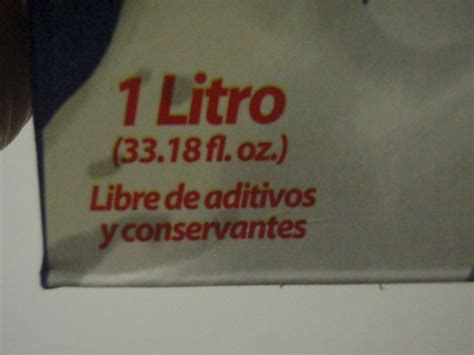 1 Litro
(33.18 fl. oz.)
Libre de aditivos
y conservantes